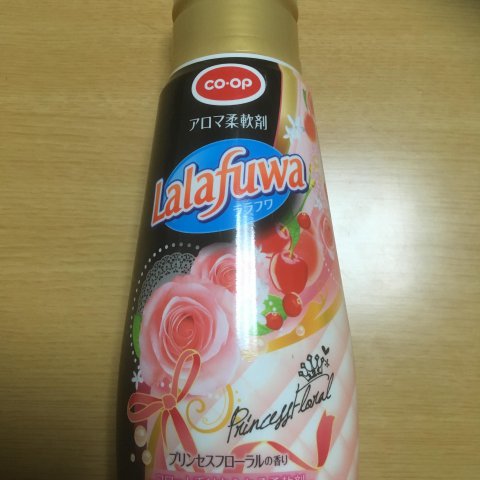 co·op
アロマ柔軟剤
Lalafuwa
ララフワ
Princess Floral
プリンセスフローラルの香り